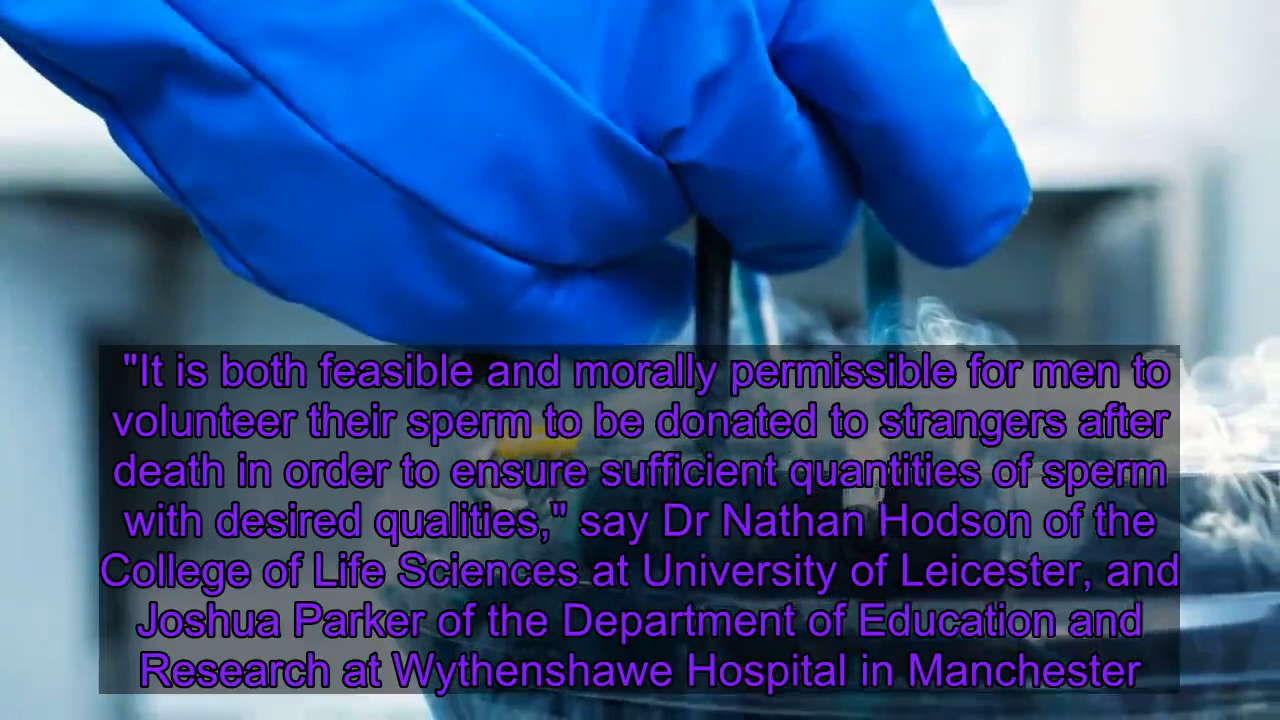 "It is both feasible and morally permissible for men to
volunteer their sperm to be donated to strangers after
death in order to ensure sufficient quantities of sperm
with desired qualities," say Dr Nathan Hodson of the
College of Life Sciences at University of Leicester, and
Joshua Parker of the Department of Education and
Research at Wythenshawe Hospital in Manchester